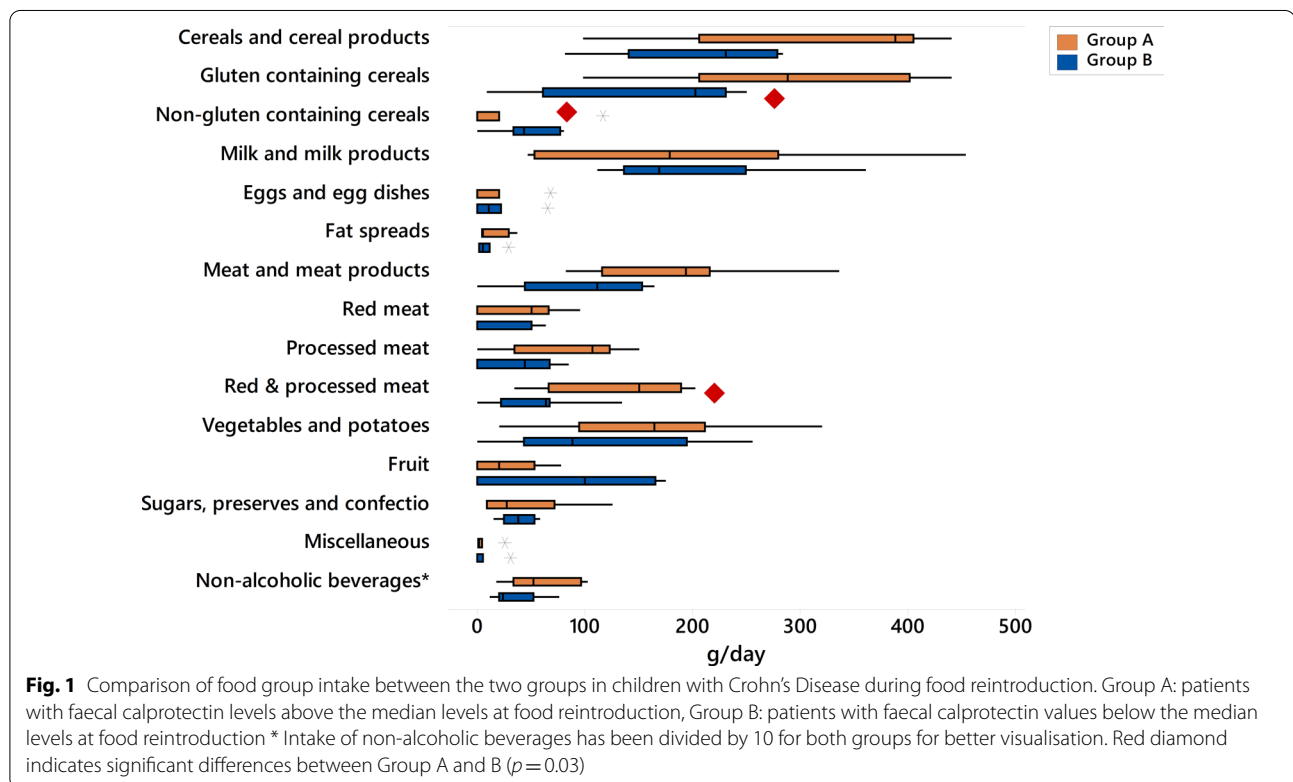 Cereals and cereal products
Group A
Group B
Gluten containing cereals
Non-gluten containing cereals
Milk and milk products
Eggs and egg dishes
Fat spreads
Meat and meat products
Red meat
Processed meat
Red & processed meat
Vegetables and potatoes
Fruit
Sugars, preserves and confectio
Miscellaneous
Non-alcoholic beverages*
0 100 200 300 400 500
g/day
Fig. 1 Comparison of food group intake between the two groups in children with Crohn's Disease during food reintroduction. Group A: patients
with faecal calprotectin levels above the median levels at food reintroduction, Group B: patients with faecal calprotectin values below the median
levels at food reintroduction * Intake of non-alcoholic beverages has been divided by 10 for both groups for better visualisation. Red diamond
indicates significant differences between Group A and B (p = 0.03)